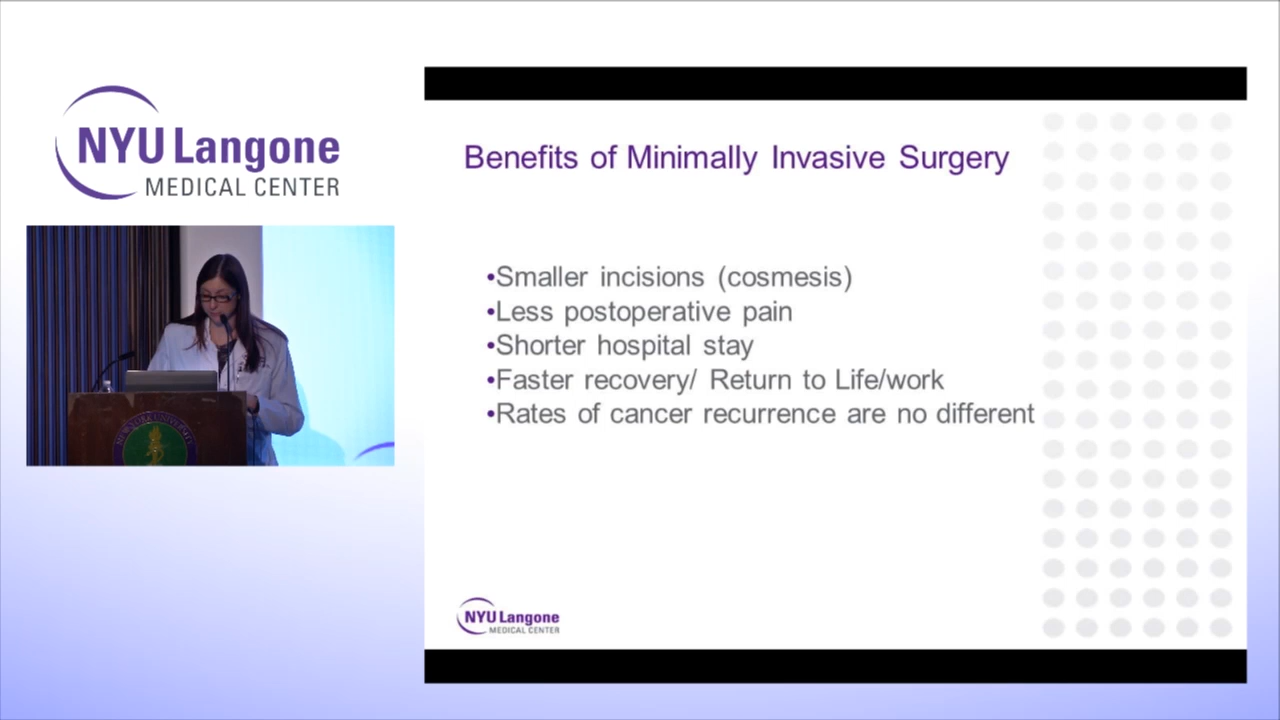 NYU Langone
MEDICAL CENTER
Benefits of Minimally Invasive Surgery
•Smaller incisions (cosmesis)
•Less postoperative pain
•Shorter hospital stay
•Faster recovery/ Return to Life/work
•Rates of cancer recurrence are no different
NYU Langone
MEDICAL CENTER